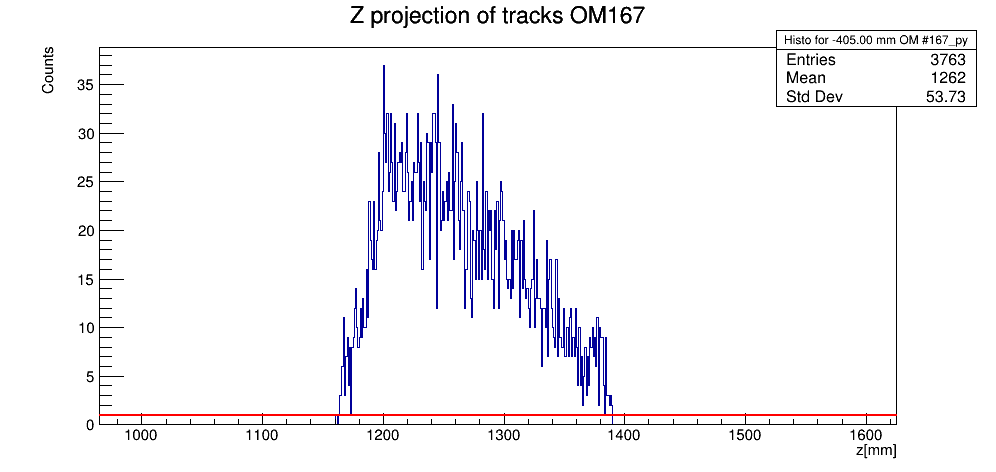 Z projection of tracks OM167
Histo for -405.00 mm OM #167_py
Entries 3763
Mean 1262
Std Dev 53.73
Counts
35
30
25
20
15
10
5
0
1000 1100 1200 1300 1400 1500 1600
z[mm]